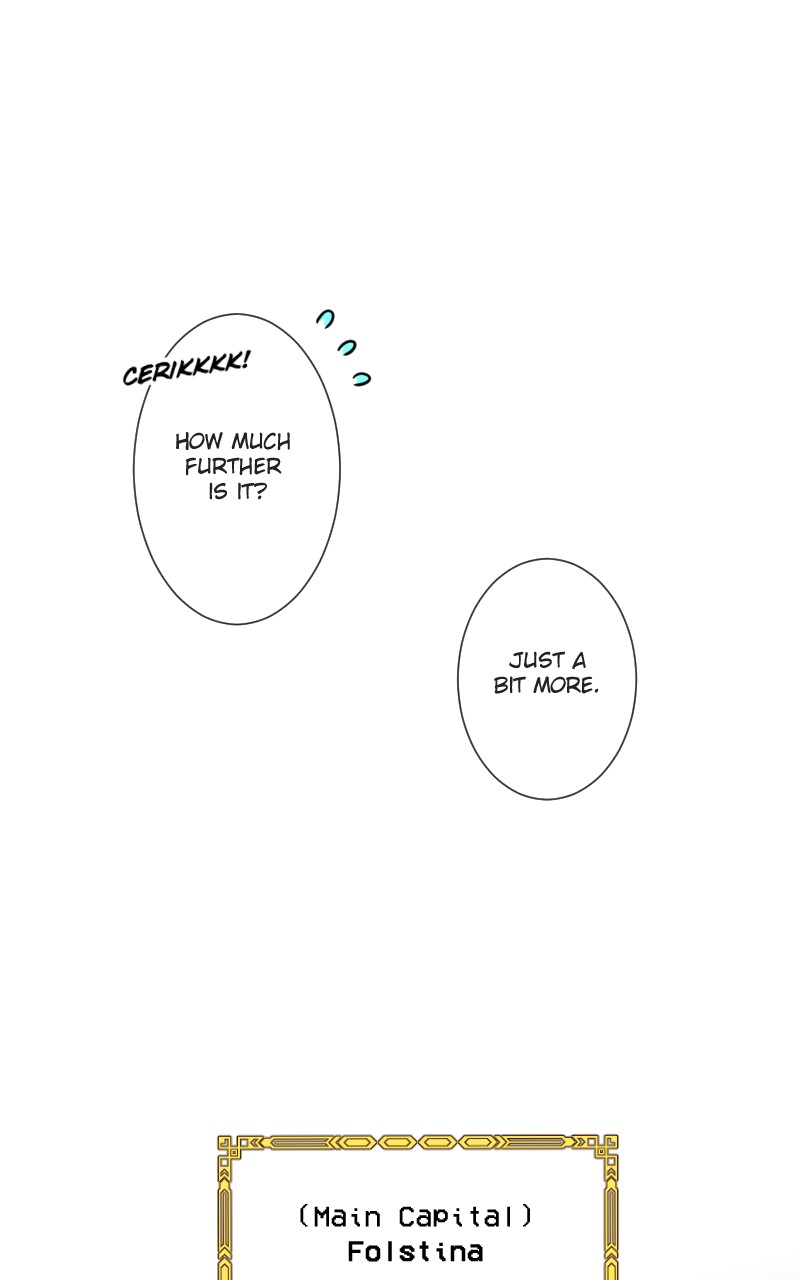 CERIKKKK!
HOW MUCH
FURTHER
IS IT?
JUST A
BIT MORE.
(Main Capital)
Folstina